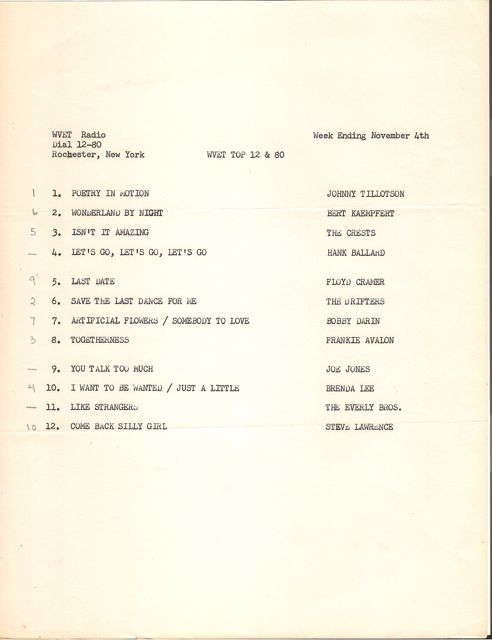 WVET Radio
Dial 12-80
Week Ending November 4th
Rochester, New York
WVET TOP 12 & 80
1 1. POETRY IN MOTION JOHNNY TILLOTSON
6 2. WONDERLAND BY NIGHT BERT KAEMPFERT
5 3. ISN'T IT AMAZING THE CRESTS
— 4. LET'S GO, LET'S GO, LET'S GO HANK BALLARD
9 5. LAST DATE FLOYD CRAMER
2 6. SAVE THE LAST DANCE FOR ME THE DRIFTERS
7 7. ARTIFICIAL FLOWERS / SOMEBODY TO LOVE BOBBY DARIN
3 8. TOGETHERNESS FRANKIE AVALON
— 9. YOU TALK TOO MUCH JOE JONES
4 10. I WANT TO BE WANTED / JUST A LITTLE BRENDA LEE
— 11. LIKE STRANGERS THE EVERLY BROS.
10 12. COME BACK SILLY GIRL STEVE LAWRENCE